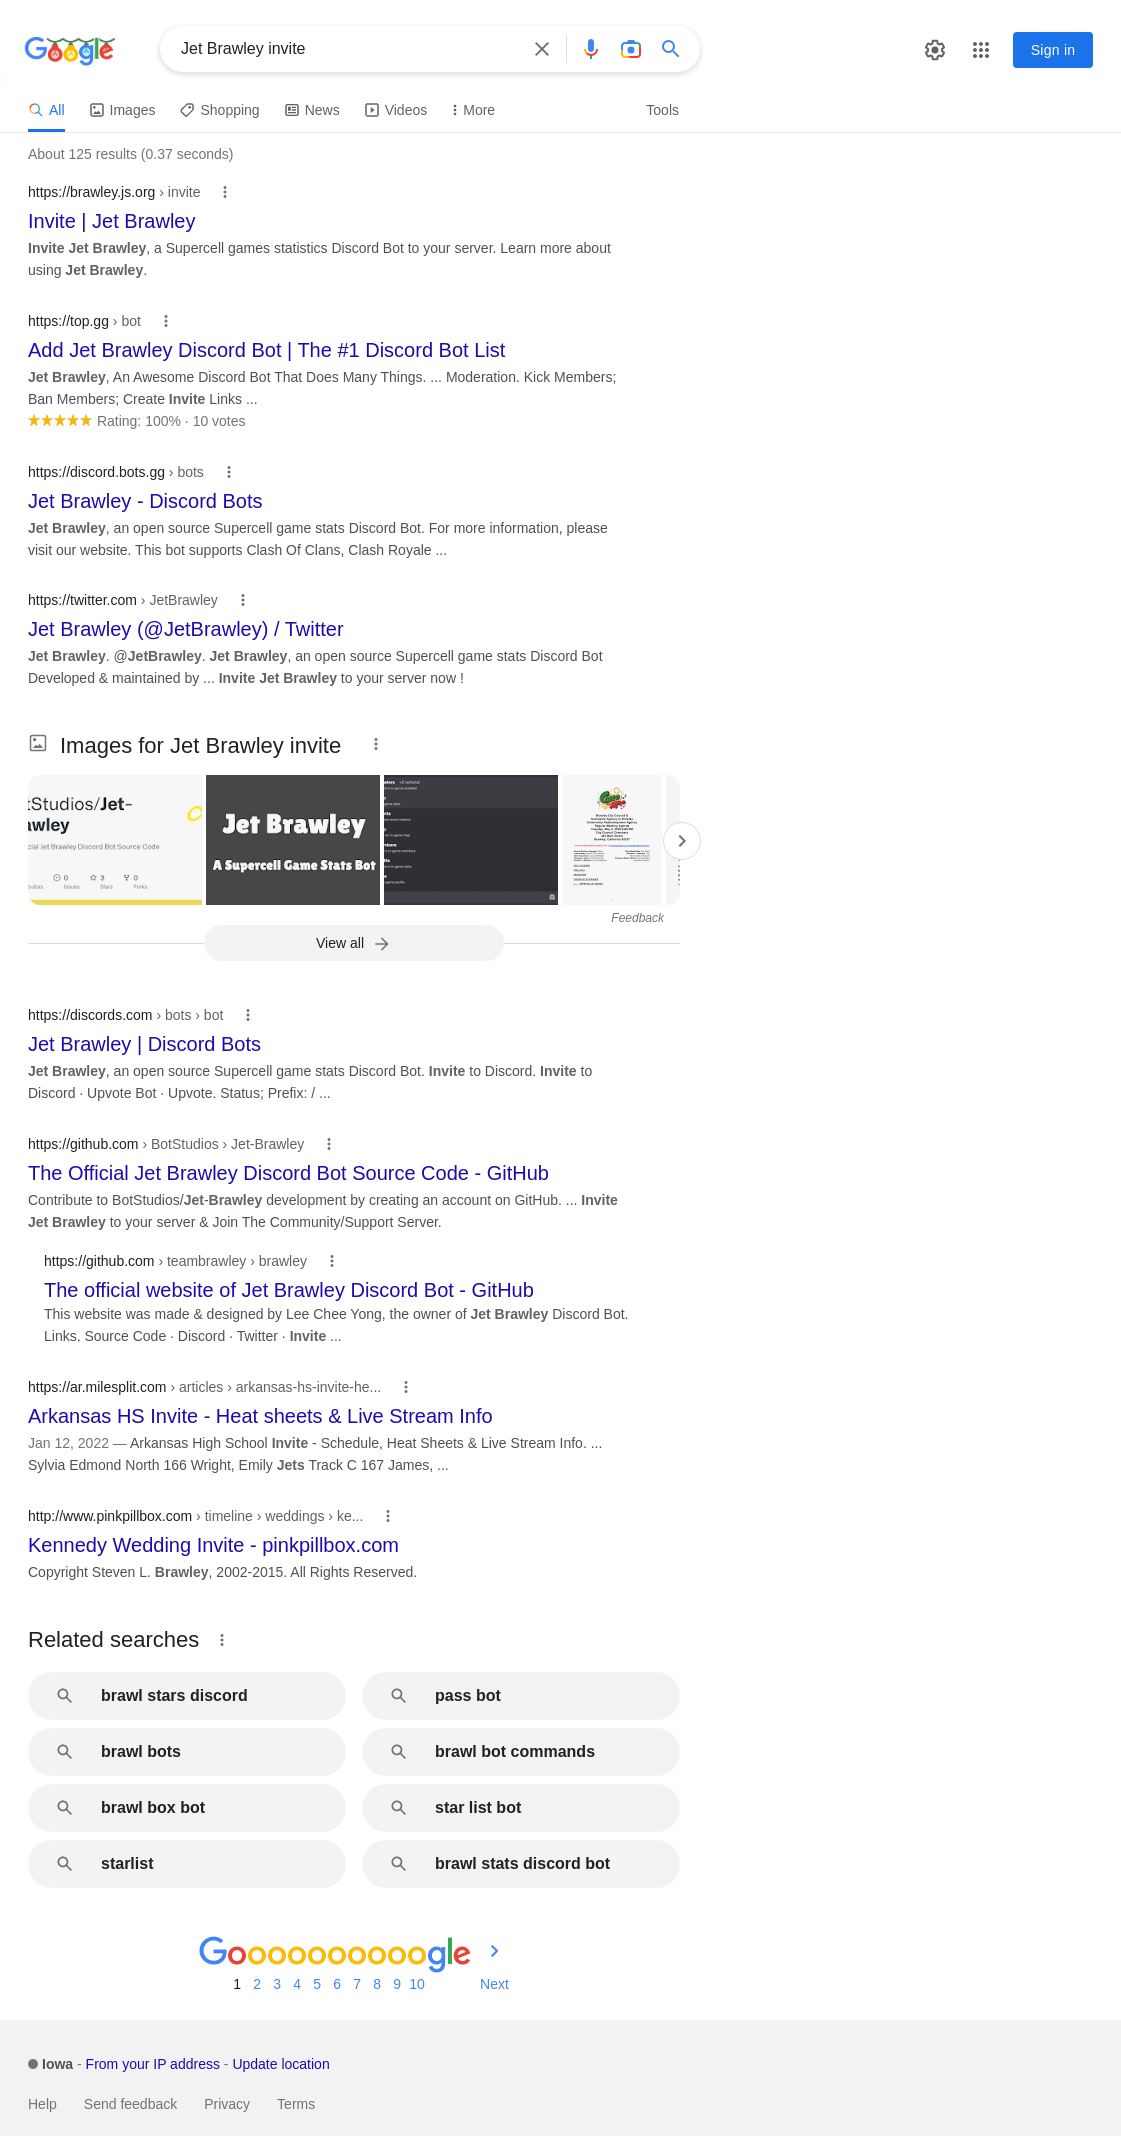 Google
Jet Brawley invite
Sign in
All
Images
Shopping
News
Videos
More
Tools
About 125 results (0.37 seconds)
https://brawley.js.org › invite
Invite | Jet Brawley
Invite Jet Brawley, a Supercell games statistics Discord Bot to your server. Learn more about
using Jet Brawley.
https://top.gg › bot
Add Jet Brawley Discord Bot | The #1 Discord Bot List
Jet Brawley, An Awesome Discord Bot That Does Many Things. ... Moderation. Kick Members;
Ban Members; Create Invite Links ...
Rating: 100% · 10 votes
https://discord.bots.gg › bots
Jet Brawley - Discord Bots
Jet Brawley, an open source Supercell game stats Discord Bot. For more information, please
visit our website. This bot supports Clash Of Clans, Clash Royale ...
https://twitter.com › JetBrawley
Jet Brawley (@JetBrawley) / Twitter
Jet Brawley. @JetBrawley. Jet Brawley, an open source Supercell game stats Discord Bot
Developed & maintained by ... Invite Jet Brawley to your server now !
Images for Jet Brawley invite
tStudios/Jet-
awley
cial Jet Brawley Discord Bot Source Code
0
3
0
Issues
Stars
Forks
Jet Brawley
A Supercell Game Stats Bot
Feedback
View all
https://discords.com › bots › bot
Jet Brawley | Discord Bots
Jet Brawley, an open source Supercell game stats Discord Bot. Invite to Discord. Invite to
Discord · Upvote Bot · Upvote. Status; Prefix: / ...
https://github.com › BotStudios › Jet-Brawley
The Official Jet Brawley Discord Bot Source Code - GitHub
Contribute to BotStudios/Jet-Brawley development by creating an account on GitHub. ... Invite
Jet Brawley to your server & Join The Community/Support Server.
https://github.com › teambrawley › brawley
The official website of Jet Brawley Discord Bot - GitHub
This website was made & designed by Lee Chee Yong, the owner of Jet Brawley Discord Bot.
Links. Source Code · Discord · Twitter · Invite ...
https://ar.milesplit.com › articles › arkansas-hs-invite-he...
Arkansas HS Invite - Heat sheets & Live Stream Info
Jan 12, 2022 — Arkansas High School Invite - Schedule, Heat Sheets & Live Stream Info. ...
Sylvia Edmond North 166 Wright, Emily Jets Track C 167 James, ...
http://www.pinkpillbox.com › timeline › weddings › ke...
Kennedy Wedding Invite - pinkpillbox.com
Copyright Steven L. Brawley, 2002-2015. All Rights Reserved.
Related searches
brawl stars discord
pass bot
brawl bots
brawl bot commands
brawl box bot
star list bot
starlist
brawl stats discord bot
Goooooooooogle
1 2 3 4 5 6 7 8 9 10 Next
Iowa - From your IP address - Update location
Help
Send feedback
Privacy
Terms